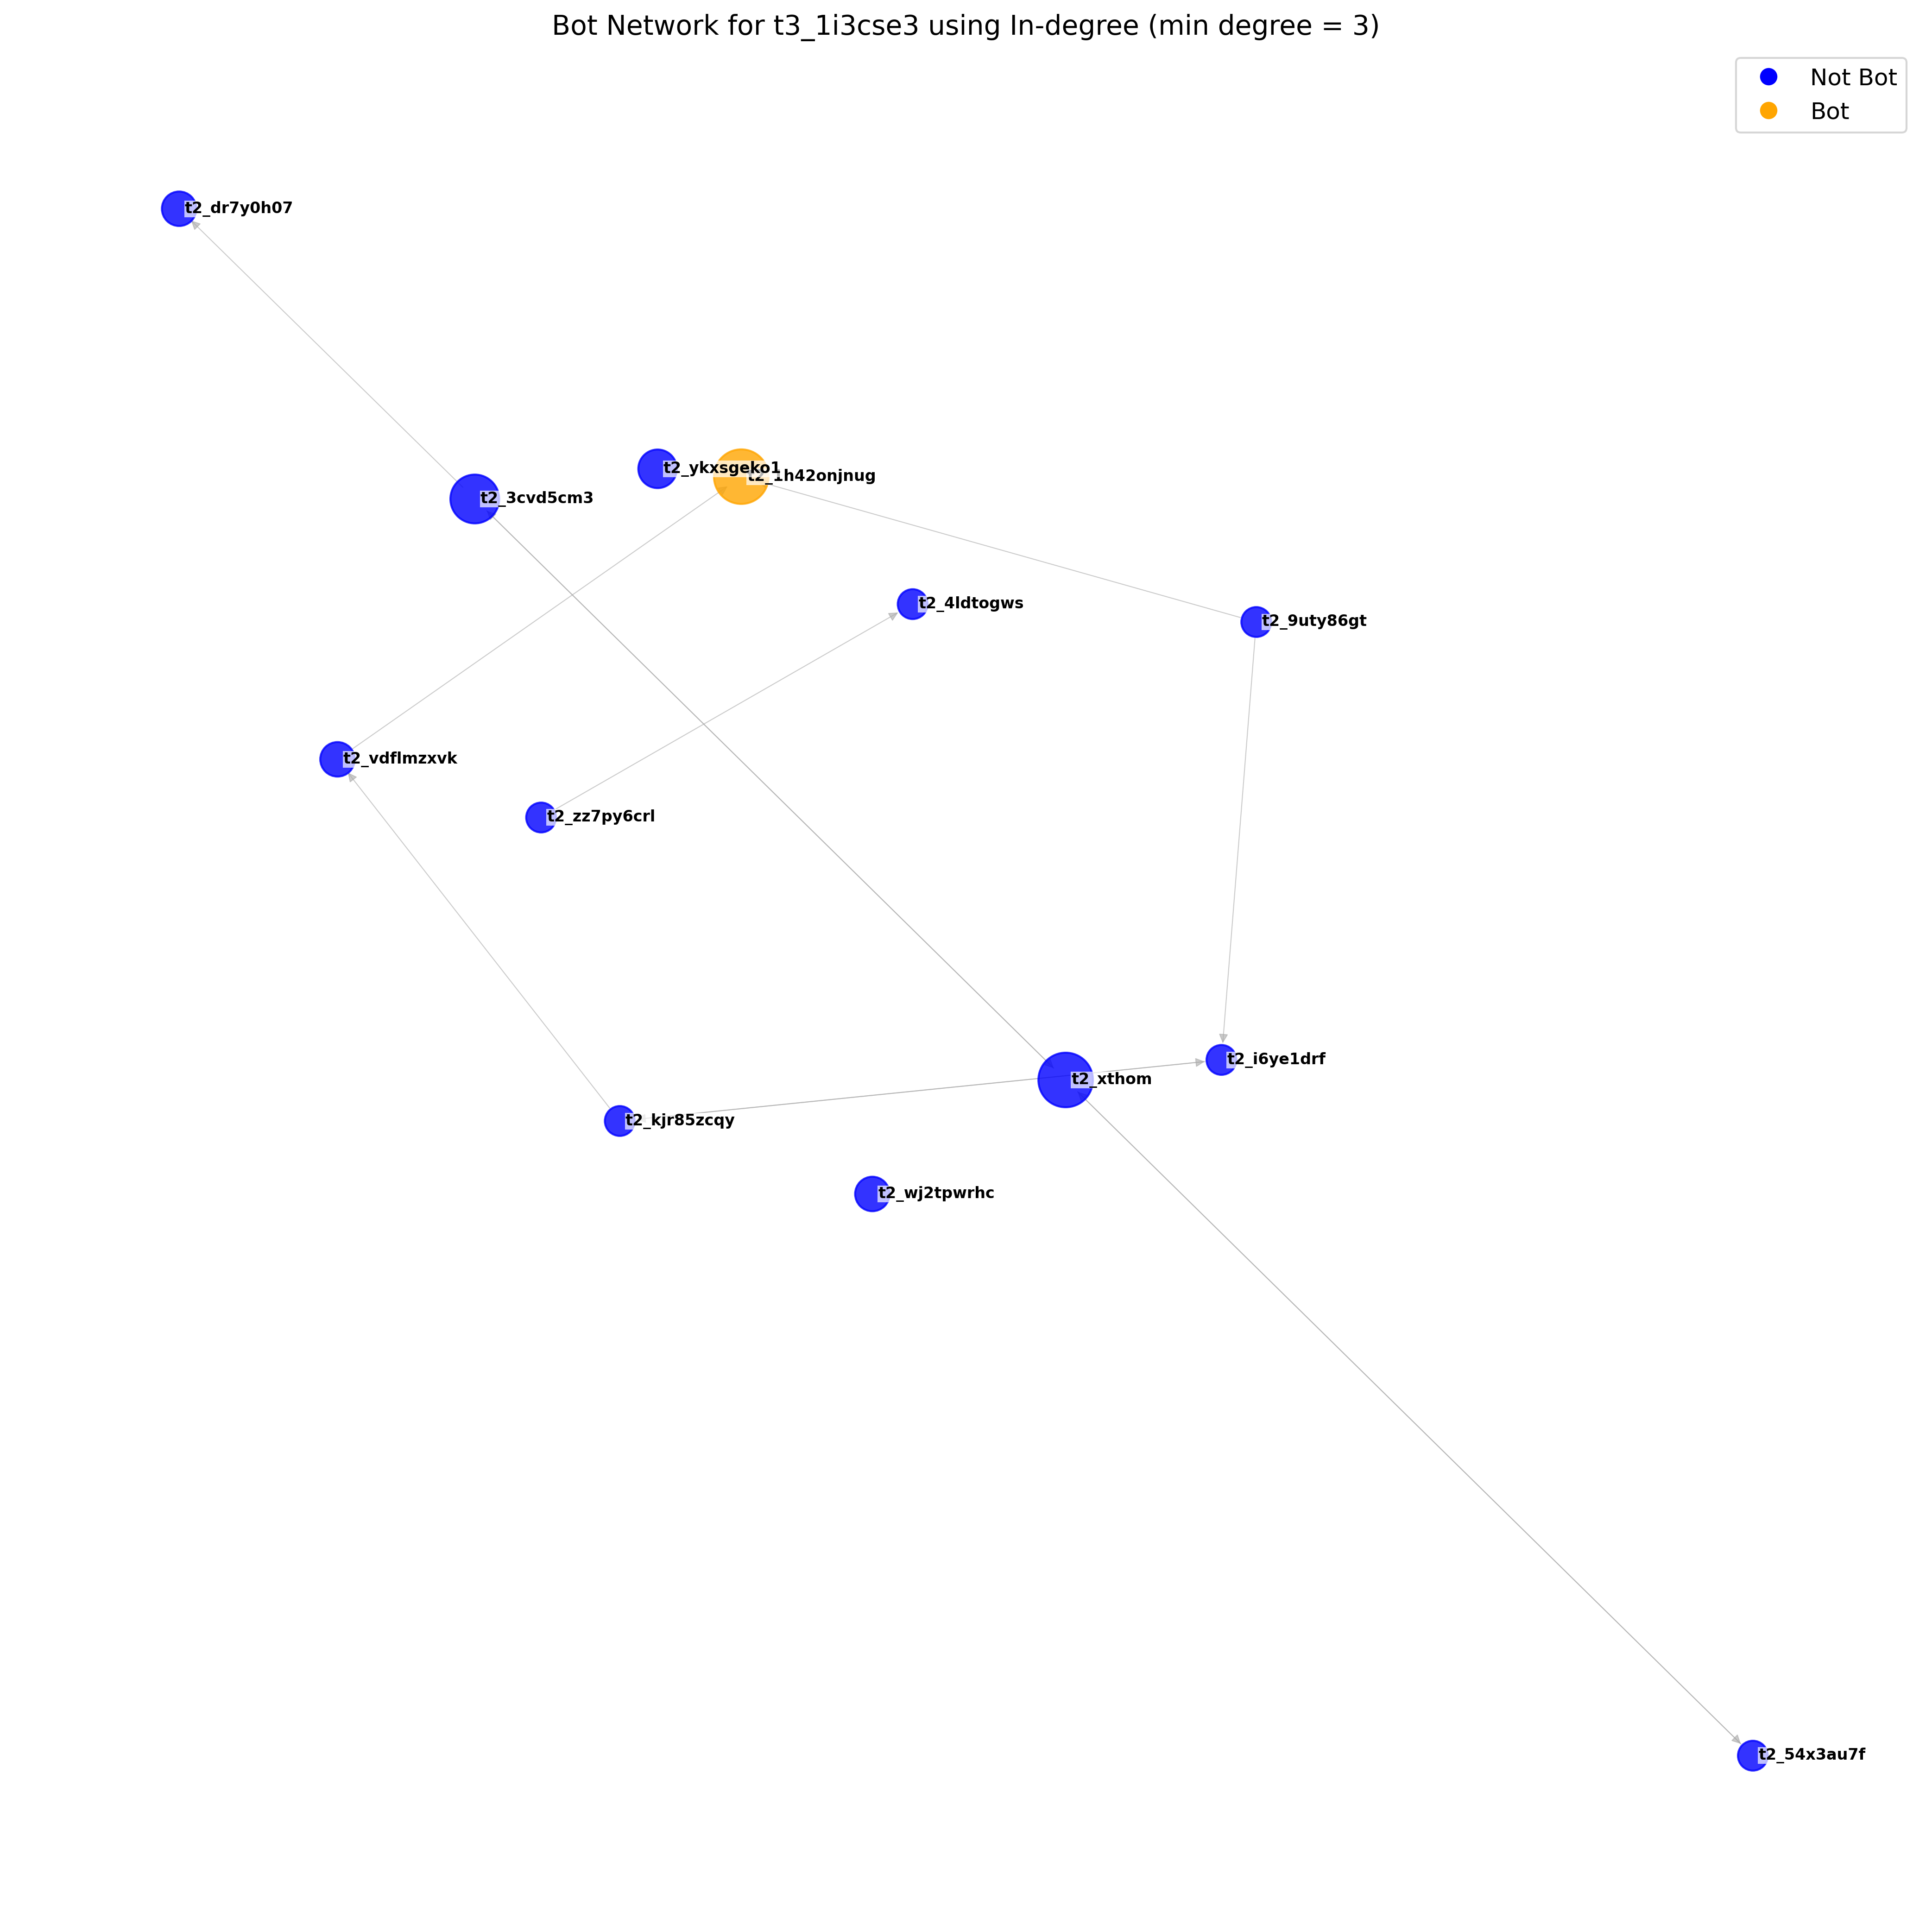 Bot Network for t3_1i3cse3 using In-degree (min degree = 3)
Not Bot
Bot
t2_dr7y0h07
t2_ykxsgeko1
t2_1h42onjnug
t2_3cvd5cm3
t2_4ldtogws
t2_9uty86gt
t2_vdflmzxvk
t2_zz7py6crl
t2_i6ye1drf
t2_xthom
t2_kjr85zcqy
t2_wj2tpwrhc
t2_54x3au7f